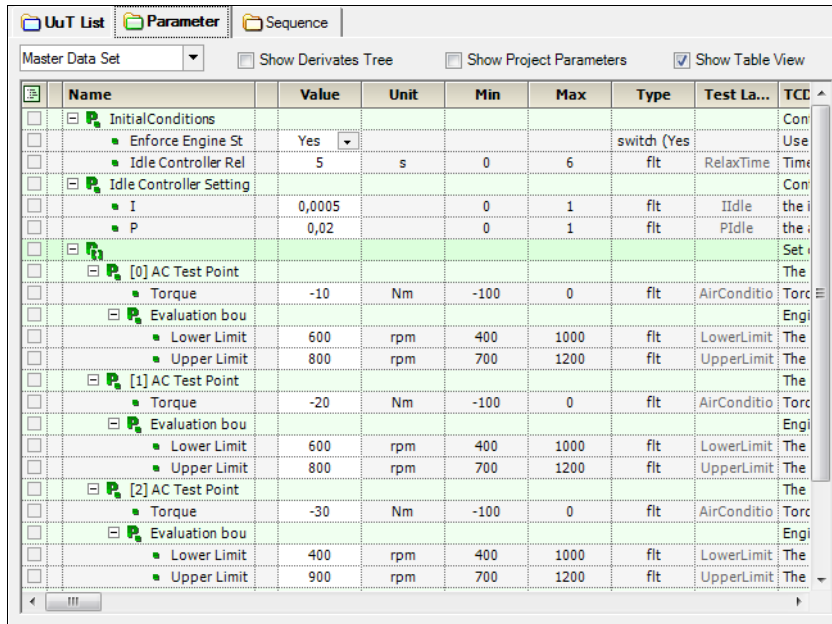 UuT List Parameter Sequence
Master Data Set Show Derivates Tree Show Project Parameters Show Table View
Name Value Unit Min Max Type Test La... TCD
InitialConditions Con
Enforce Engine St Yes switch (Yes Use
Idle Controller Rel 5 s 0 6 flt RelaxTime Time
Idle Controller Setting Con
I 0,0005 0 1 flt IIdle the i
P 0,02 0 1 flt PIdle the a
Set
[0] AC Test Point The
Torque -10 Nm -100 0 flt AirConditio Torq
Evaluation bou Engi
Lower Limit 600 rpm 400 1000 flt LowerLimit The
Upper Limit 800 rpm 700 1200 flt UpperLimit The
[1] AC Test Point The
Torque -20 Nm -100 0 flt AirConditio Torq
Evaluation bou Engi
Lower Limit 600 rpm 400 1000 flt LowerLimit The
Upper Limit 800 rpm 700 1200 flt UpperLimit The
[2] AC Test Point The
Torque -30 Nm -100 0 flt AirConditio Torq
Evaluation bou Engi
Lower Limit 400 rpm 400 1000 flt LowerLimit The
Upper Limit 900 rpm 700 1200 flt UpperLimit The